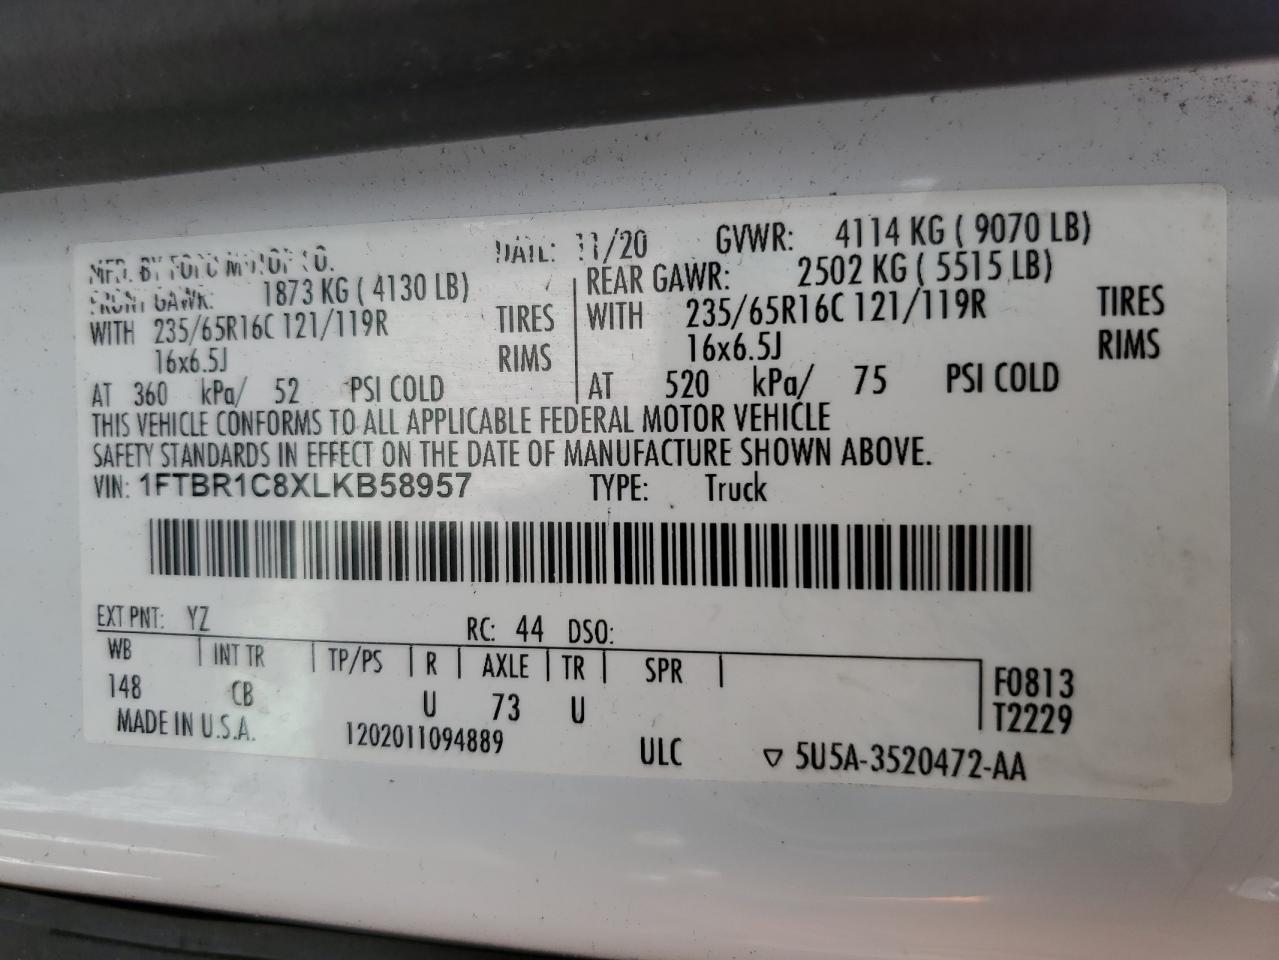 MFD. BY FORD MOTOR CO. DATE: 11/20 GVWR: 4114 KG ( 9070 LB)
FRONT GAWR: 1873 KG ( 4130 LB) REAR GAWR: 2502 KG ( 5515 LB)
WITH 235/65R16C 121/119R TIRES WITH 235/65R16C 121/119R TIRES
16x6.5J RIMS 16x6.5J RIMS
AT 360 kPa/ 52 PSI COLD AT 520 kPa/ 75 PSI COLD
THIS VEHICLE CONFORMS TO ALL APPLICABLE FEDERAL MOTOR VEHICLE
SAFETY STANDARDS IN EFFECT ON THE DATE OF MANUFACTURE SHOWN ABOVE.
VIN: 1FTBR1C8XLKB58957 TYPE: Truck
EXT PNT: YZ RC: 44 DSO:
WB INT TR TP/PS R AXLE TR SPR F0813
148 CB U 73 U T2229
MADE IN U.S.A. 1202011094889 ULC ▽ 5U5A-3520472-AA